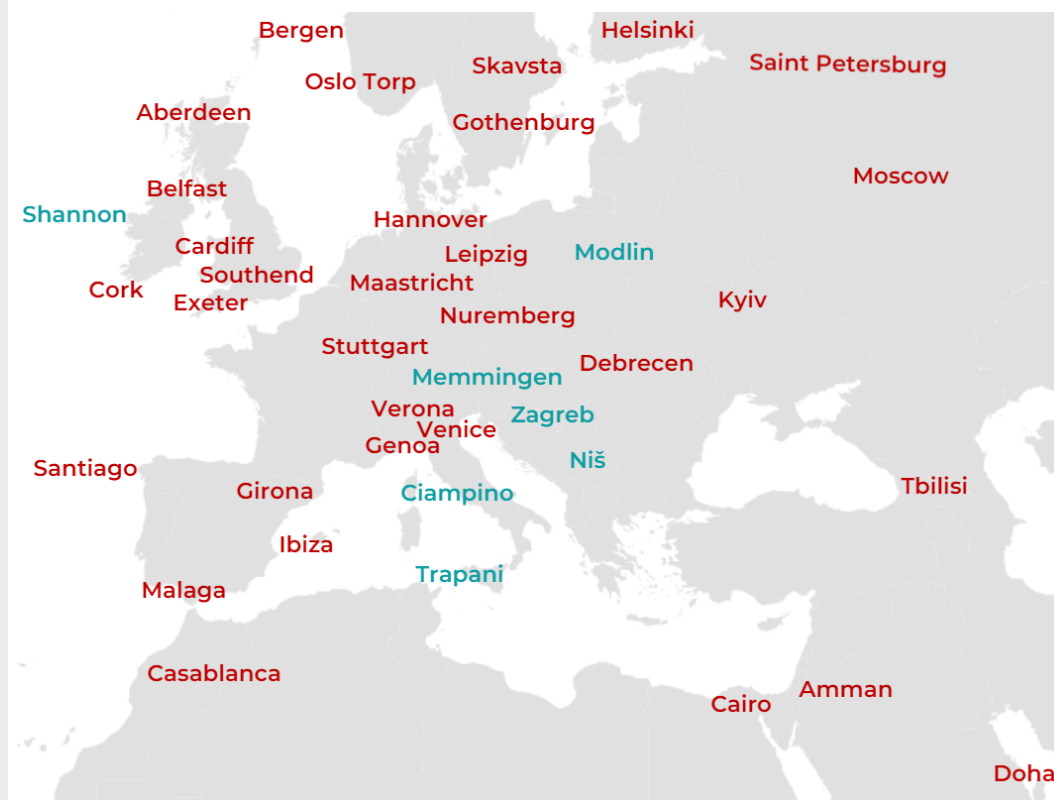 Bergen
Helsinki
Skavsta
Saint Petersburg
Oslo Torp
Aberdeen
Gothenburg
Moscow
Belfast
Shannon
Hannover
Cardiff
Leipzig
Modlin
Southend
Maastricht
Cork
Exeter
Kyiv
Nuremberg
Stuttgart
Debrecen
Memmingen
Verona
Zagreb
Venice
Genoa
Niš
Santiago
Girona
Ciampino
Tbilisi
Ibiza
Trapani
Malaga
Casablanca
Amman
Cairo
Doha